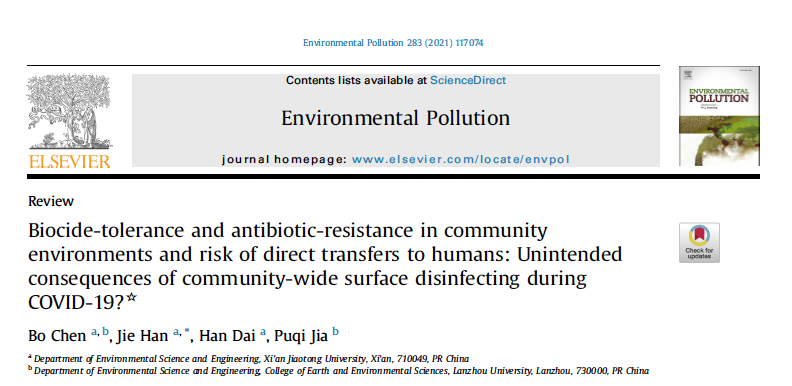 Environmental Pollution 283 (2021) 117074
Contents lists available at ScienceDirect
Environmental Pollution
journal homepage: www.elsevier.com/locate/envpol
ELSEVIER
ENVIRONMENTAL
POLLUTION
Review
Biocide-tolerance and antibiotic-resistance in community
environments and risk of direct transfers to humans: Unintended
consequences of community-wide surface disinfecting during
COVID-19?☆
Check for
updates
Bo Chen a, b, Jie Han a, *, Han Dai a, Puqi Jia b
a Department of Environmental Science and Engineering, Xi'an Jiaotong University, Xi'an, 710049, PR China
b Department of Environmental Science and Engineering, College of Earth and Environmental Sciences, Lanzhou University, Lanzhou, 730000, PR China